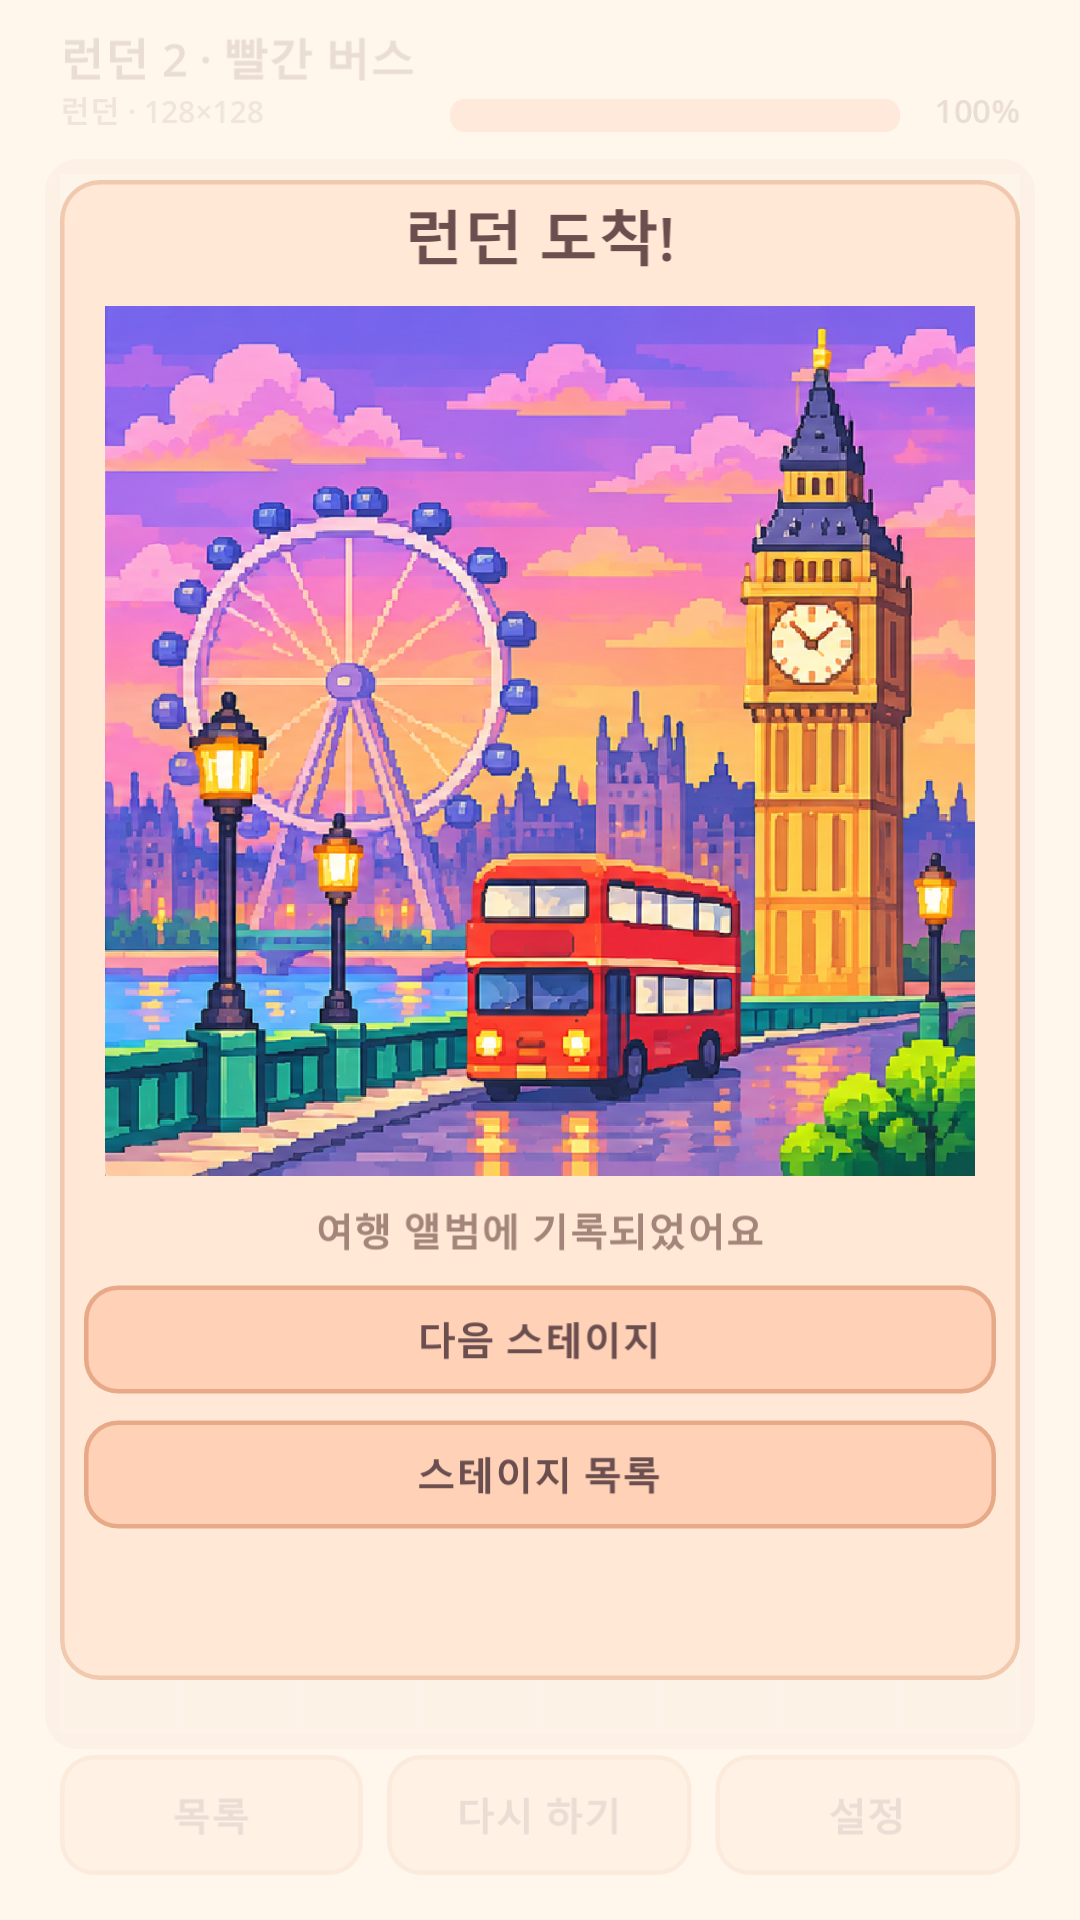 런던 2 · 빨간 버스
런던 · 128×128
100%
런던 도착!
여행 앨범에 기록되었어요
다음 스테이지
스테이지 목록
목록
다시 하기
설정